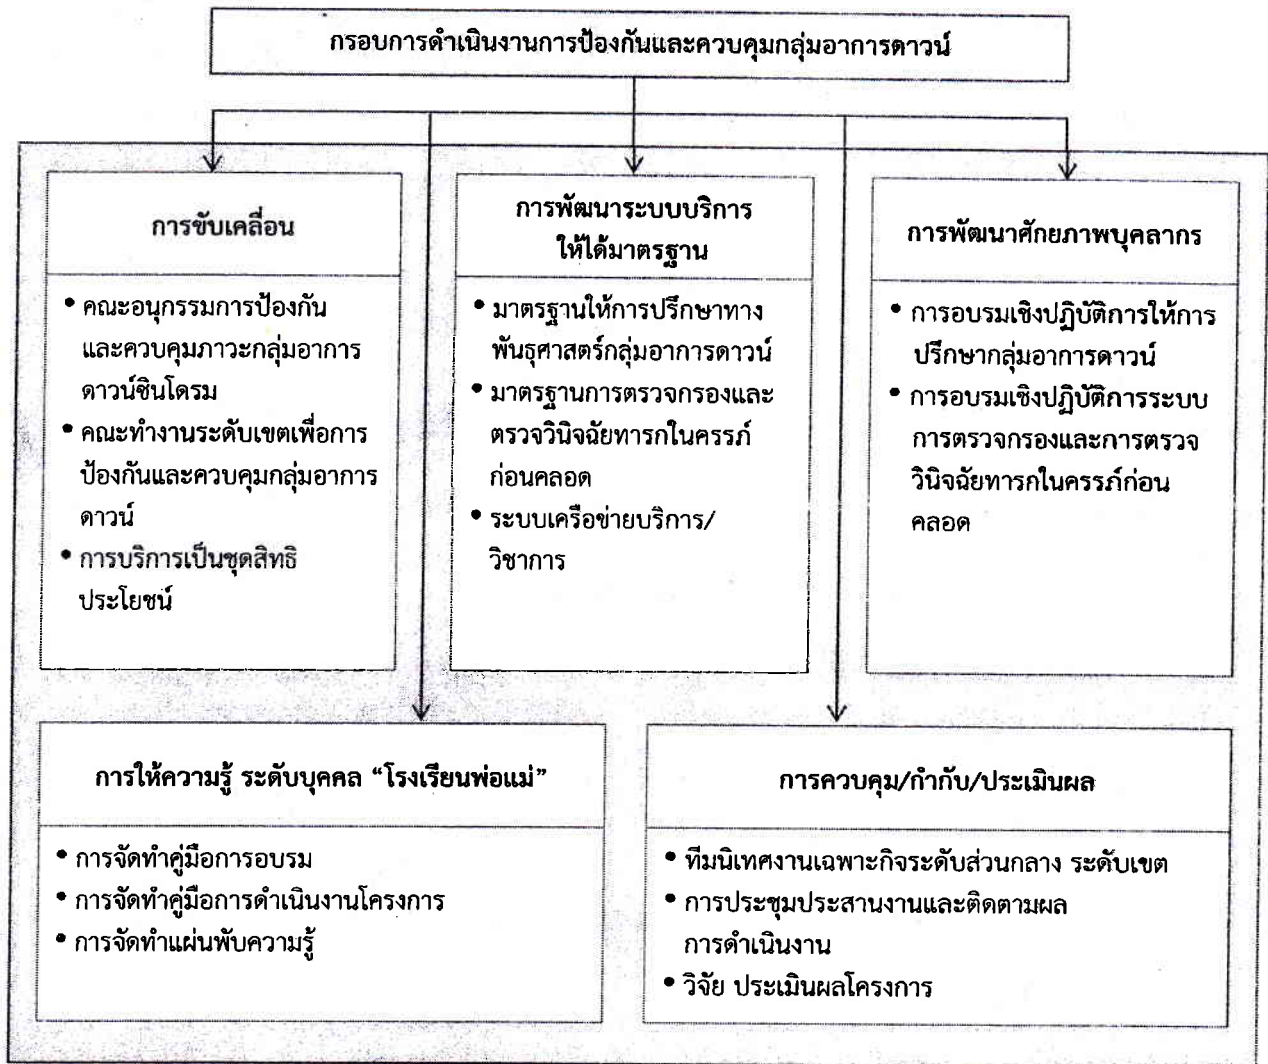 กรอบการดำเนินงานการป้องกันและควบคุมกลุ่มอาการดาวน์
การขับเคลื่อน
• คณะอนุกรรมการป้องกัน
และควบคุมภาวะกลุ่มอาการ
ดาวน์ซินโดรม
• คณะทำงานระดับเขตเพื่อการ
ป้องกันและควบคุมกลุ่มอาการ
ดาวน์
• การบริการเป็นชุดสิทธิ
ประโยชน์
การพัฒนาระบบบริการ
ให้ได้มาตรฐาน
• มาตรฐานให้การปรึกษาทาง
พันธุศาสตร์กลุ่มอาการดาวน์
• มาตรฐานการตรวจกรองและ
ตรวจวินิจฉัยทารกในครรภ์
ก่อนคลอด
• ระบบเครือข่ายบริการ/
วิชาการ
การพัฒนาศักยภาพบุคลากร
• การอบรมเชิงปฏิบัติการให้การ
ปรึกษากลุ่มอาการดาวน์
• การอบรมเชิงปฏิบัติการระบบ
การตรวจกรองและการตรวจ
วินิจฉัยทารกในครรภ์ก่อน
คลอด
การให้ความรู้ ระดับบุคคล “โรงเรียนพ่อแม่”
• การจัดทำคู่มือการอบรม
• การจัดทำคู่มือการดำเนินงานโครงการ
• การจัดทำแผ่นพับความรู้
การควบคุม/กำกับ/ประเมินผล
• ทีมนิเทศงานเฉพาะกิจระดับส่วนกลาง ระดับเขต
• การประชุมประสานงานและติดตามผล
การดำเนินงาน
• วิจัย ประเมินผลโครงการ